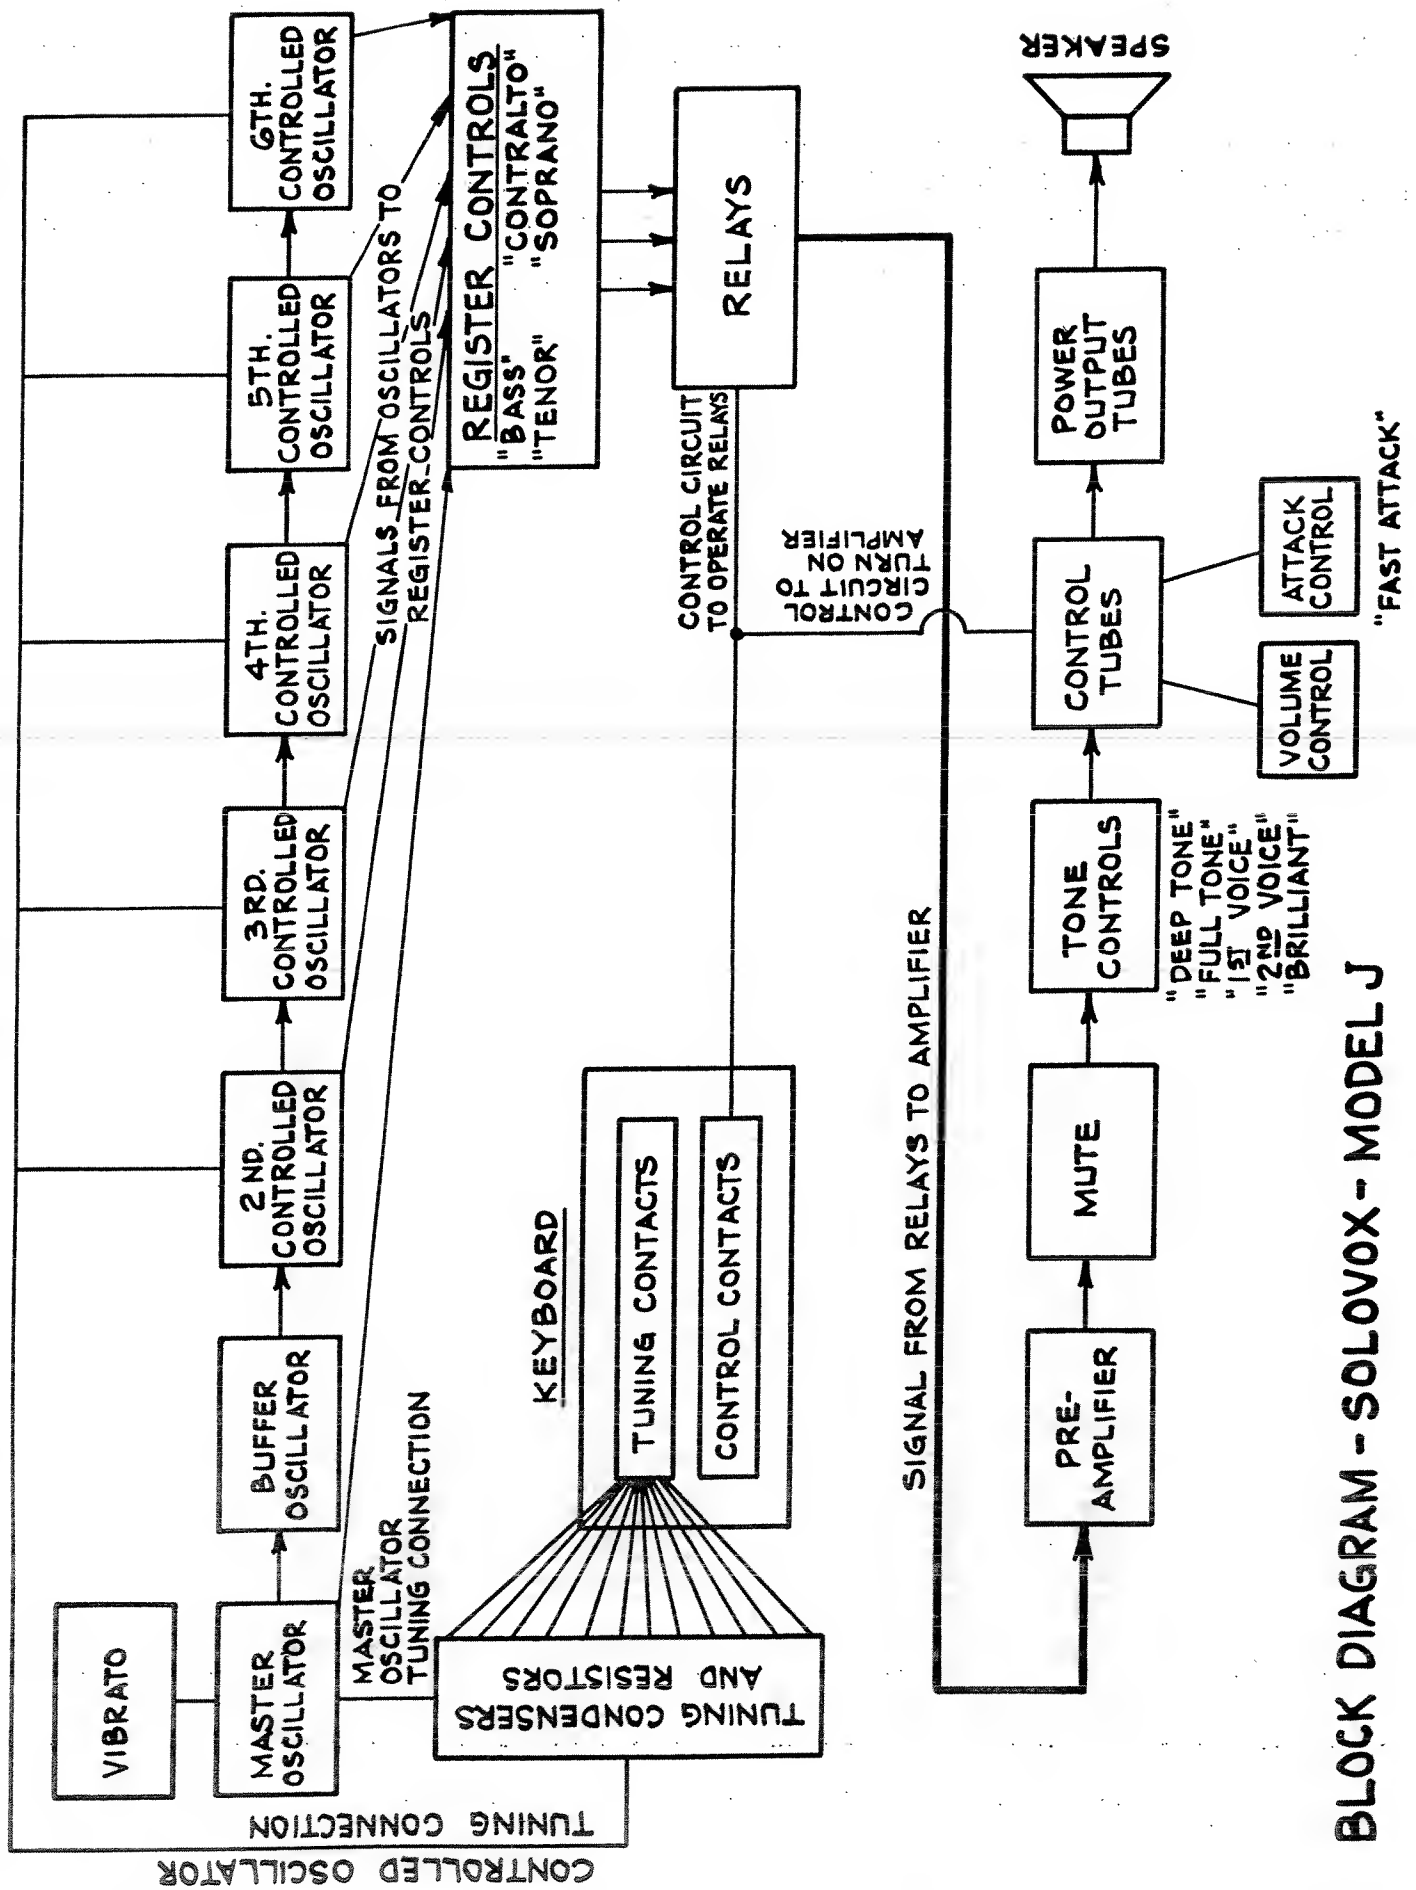 CONTROLLED OSCILLATOR
TUNING CONNECTION
VIBRATO
MASTER
OSCILLATOR
BUFFER
OSCILLATOR
2ND.
CONTROLLED
OSCILLATOR
3RD.
CONTROLLED
OSCILLATOR
4TH.
CONTROLLED
OSCILLATOR
5TH.
CONTROLLED
OSCILLATOR
6TH.
CONTROLLED
OSCILLATOR
MASTER
OSCILLATOR
TUNING CONNECTION
SIGNALS FROM OSCILLATORS TO
REGISTER CONTROLS
REGISTER CONTROLS
"BASS" "CONTRALTO"
"TENOR" "SOPRANO"
TUNING CONDENSERS
AND RESISTORS
KEYBOARD
TUNING CONTACTS
CONTROL CONTACTS
CONTROL CIRCUIT
TO OPERATE RELAYS
RELAYS
CONTROL
CIRCUIT TO
TURN ON
AMPLIFIER
SIGNAL FROM RELAYS TO AMPLIFIER
PRE-
AMPLIFIER
MUTE
TONE
CONTROLS
"DEEP TONE"
"FULL TONE"
"1ST VOICE"
"2ND VOICE"
"BRILLIANT"
CONTROL
TUBES
VOLUME
CONTROL
ATTACK
CONTROL
"FAST ATTACK"
POWER
OUTPUT
TUBES
SPEAKER
BLOCK DIAGRAM - SOLOVOX - MODEL J